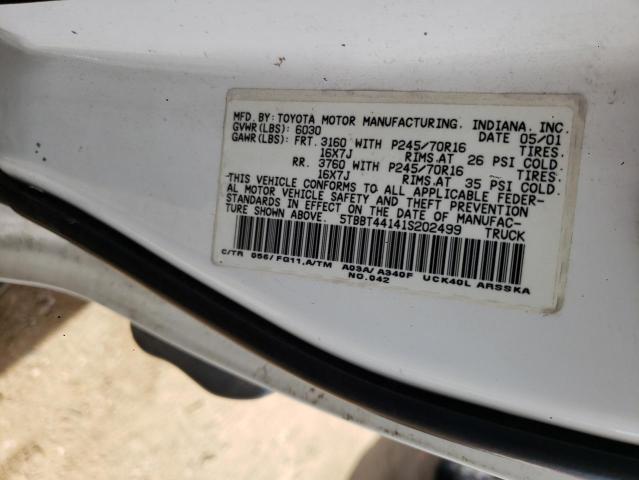 MFD. BY: TOYOTA MOTOR MANUFACTURING, INDIANA, INC.
GVWR(LBS): 6030 DATE 05/01
GAWR(LBS): FRT. 3160 WITH P245/70R16 TIRES.
16X7J RIMS.AT 26 PSI COLD.
RR. 3760 WITH P245/70R16 TIRES.
16X7J RIMS.AT 35 PSI COLD.
THIS VEHICLE CONFORMS TO ALL APPLICABLE FEDER-
AL MOTOR VEHICLE SAFETY AND THEFT PREVENTION
STANDARDS IN EFFECT ON THE DATE OF MANUFAC-
TURE SHOWN ABOVE. 5TBBT44141S202499 TRUCK
C/TR 056/FG11,A/TM A03A/A340F UCK40L ARSSKA
NO.042